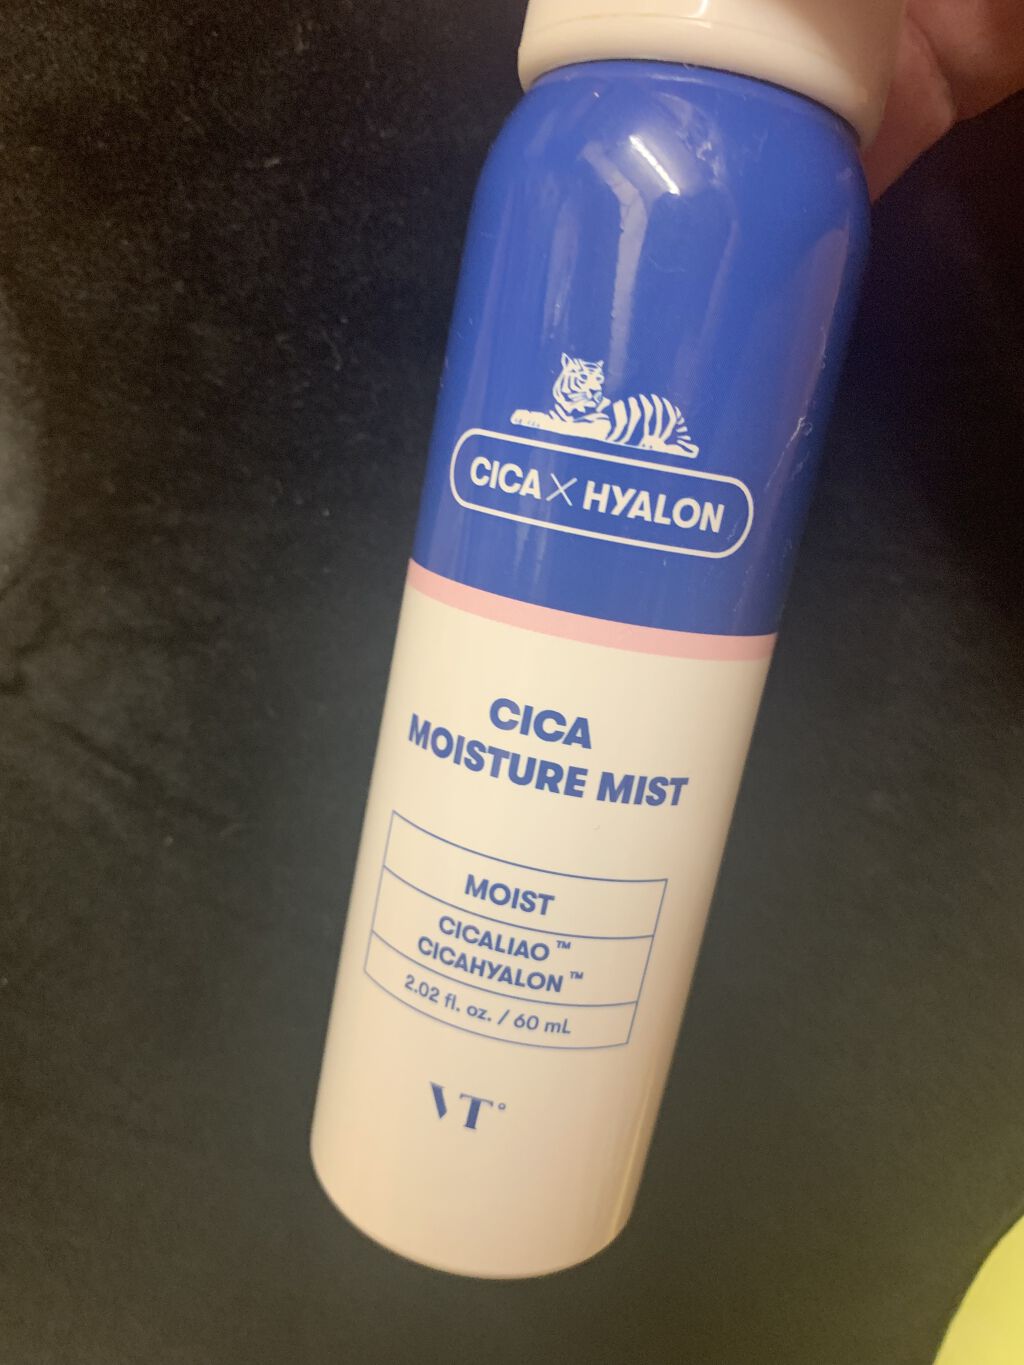 CICA × HYALON
CICA
MOISTURE MIST
MOIST
CICALIAO™
CICAHYALON™
2.02 fl. oz. / 60 mL
VT°